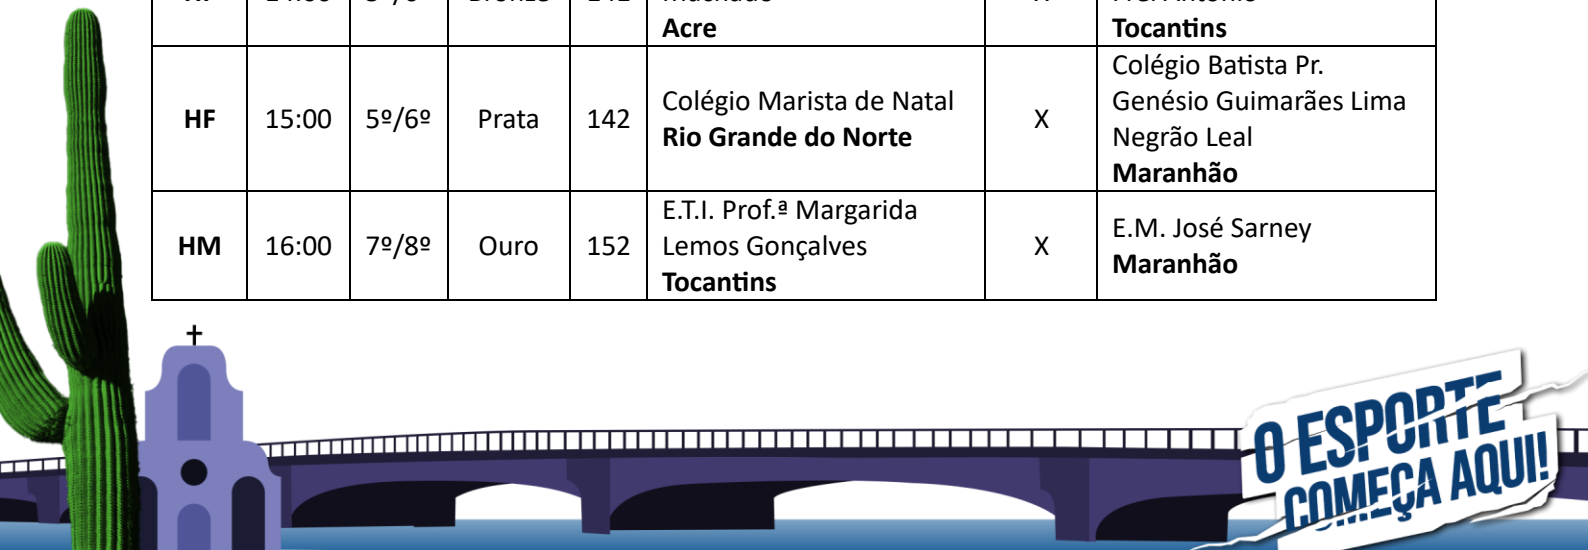 Acre
Tocantins
HF 15:00 5º/6º Prata 142 Colégio Marista de Natal
Rio Grande do Norte X Colégio Batista Pr.
Genésio Guimarães Lima
Negrão Leal
Maranhão
HM 16:00 7º/8º Ouro 152 E.T.I. Prof.ª Margarida
Lemos Gonçalves
Tocantins X E.M. José Sarney
Maranhão
O ESPORTE
COMEÇA AQUI!